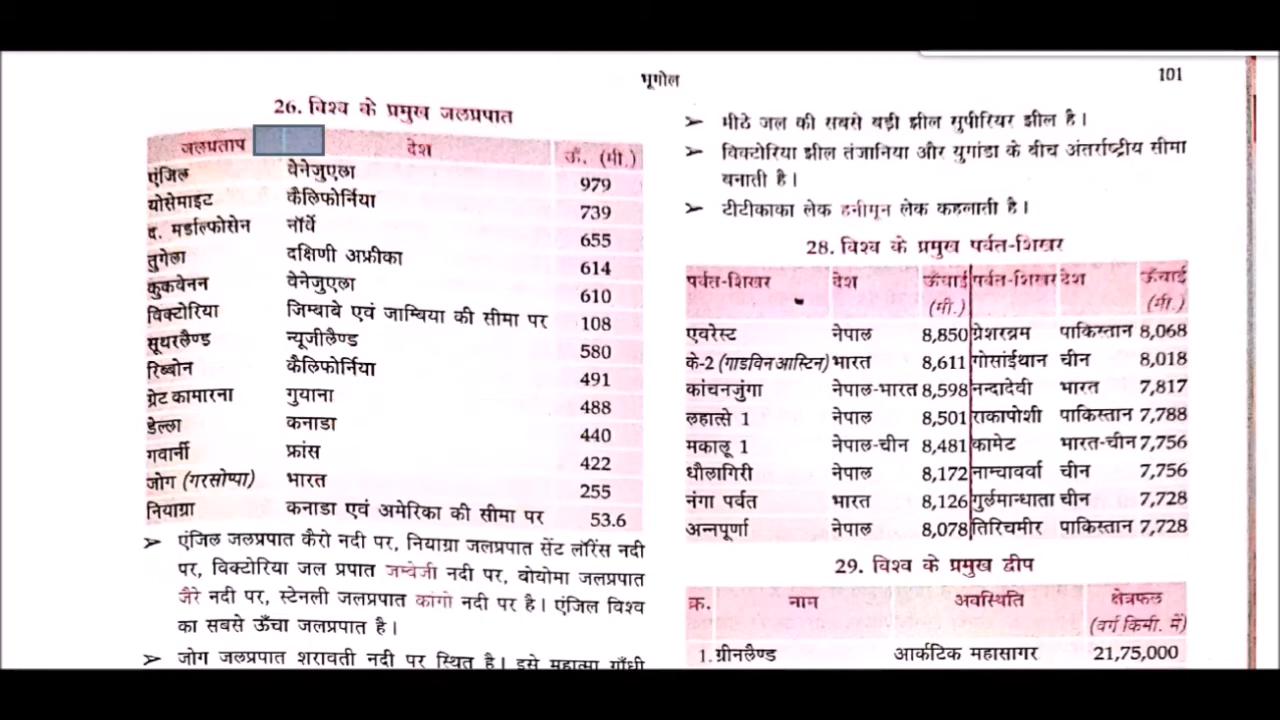 भूगोल
101
26. विश्व के प्रमुख जलप्रपात
जलप्रताप देश ऊँ. (मी.)
एंजिल वेनेजुएला 979
योसेमाइट कैलिफोर्निया 739
द. मर्डाल्फोसेन नॉर्वे 655
तुगेला दक्षिणी अफ्रीका 614
कुकवेनन वेनेजुएला 610
विक्टोरिया जिम्बाबे एवं जाम्बिया की सीमा पर 108
सूथरलैण्ड न्यूजीलैण्ड 580
रिब्बोन कैलिफोर्निया 491
ग्रेट कामारना गुयाना 488
डेल्ला कनाडा 440
गवार्नी फ्रांस 422
जोग (गरसोप्पा) भारत 255
नियाग्रा कनाडा एवं अमेरिका की सीमा पर 53.6
➢ एंजिल जलप्रपात कैरो नदी पर, नियाग्रा जलप्रपात सेंट लॉरेंस नदी
पर, विक्टोरिया जल प्रपात जम्बेजी नदी पर, बोयोमा जलप्रपात
जैरे नदी पर, स्टेनली जलप्रपात कांगो नदी पर है। एंजिल विश्व
का सबसे ऊँचा जलप्रपात है।
➢ जोग जलप्रपात शरावती नदी पर स्थित है। इसे महात्मा गाँधी
➢ मीठे जल की सबसे बड़ी झील सुपीरियर झील है।
➢ विक्टोरिया झील तंजानिया और युगांडा के बीच अंतर्राष्ट्रीय सीमा
बनाती है।
➢ टीटीकाका लेक हनीमून लेक कहलाती है।
28. विश्व के प्रमुख पर्वत-शिखर
पर्वत-शिखर देश ऊँचाई पर्वत-शिखर देश ऊँचाई
(मी.) (मी.)
एवरेस्ट नेपाल 8,850 ग्रेशरब्रम पाकिस्तान 8,068
के-2 (गाडविन आस्टिन) भारत 8,611 गोसांईथान चीन 8,018
कांचनजुंगा नेपाल-भारत 8,598 नन्दादेवी भारत 7,817
लहात्से 1 नेपाल 8,501 राकापोशी पाकिस्तान 7,788
मकालू 1 नेपाल-चीन 8,481 कामेट भारत-चीन 7,756
धौलागिरी नेपाल 8,172 नाम्चावर्वा चीन 7,756
नंगा पर्वत भारत 8,126 गुर्लमान्धाता चीन 7,728
अन्नपूर्णा नेपाल 8,078 तिरिचमीर पाकिस्तान 7,728
29. विश्व के प्रमुख द्वीप
क्र. नाम अवस्थिति क्षेत्रफल
(वर्ग किमी. में)
1. ग्रीनलैण्ड आर्कटिक महासागर 21,75,000